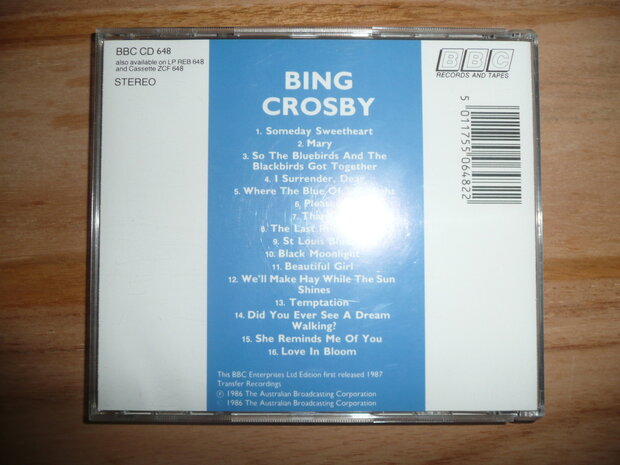 BBC CD 648
also available on LP REB 648
and Cassette ZCF 648
STEREO
BBC
RECORDS AND TAPES
BING
CROSBY
1. Someday Sweetheart
2. Mary
3. So The Bluebirds And The
Blackbirds Got Together
4. I Surrender, Dear
5. Where The Blue Of The Night
6. Please
7.
8. The Last
9. St Louis Blues
10. Black Moonlight
11. Beautiful Girl
12. We'll Make Hay While The Sun
Shines
13. Temptation
14. Did You Ever See A Dream
Walking?
15. She Reminds Me Of You
16. Love In Bloom
This BBC Enterprises Ltd Edition first released 1987
Transfer Recordings
℗ 1986 The Australian Broadcasting Corporation
1986 The Australian Broadcasting Corporation
5 011755 064822